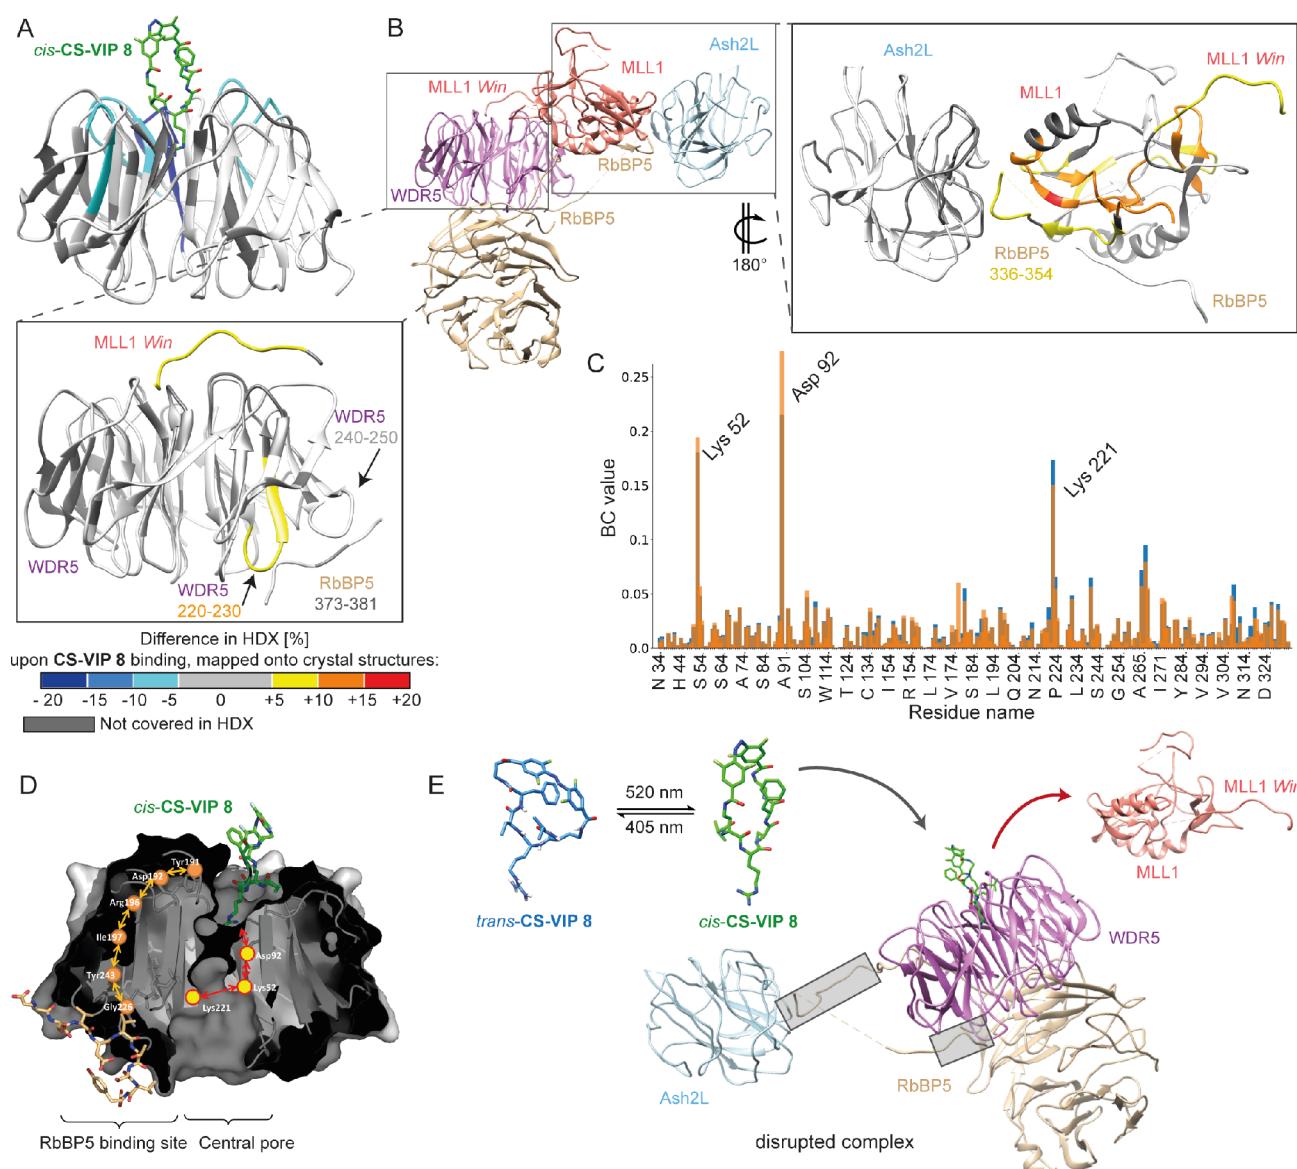 A
cis-CS-VIP 8
B
MLL1 Win
MLL1
Ash2L
RbBP5
WDR5
RbBP5
180°
Ash2L
MLL1 Win
MLL1
RbBP5
336-354
RbBP5
MLL1 Win
WDR5
240-250
WDR5
WDR5
220-230
RbBP5
373-381
Difference in HDX [%]
upon CS-VIP 8 binding, mapped onto crystal structures:
- 20 -15 -10 -5 0 +5 +10 +15 +20
Not covered in HDX
C
BC value
0.25
0.2
0.15
0.1
0.05
0.0
Lys 52
Asp 92
Lys 221
N 34 H 44 S 54 S 64 A 74 S 84 A 91 S 104 W 114 T 124 C 134 I 154 R 154 L 174 V 174 S 184 L 194 Q 204 N 214 P 224 L 234 S 244 G 254 A 265 I 271 Y 284 V 294 V 304 N 314 D 324
Residue name
D
cis-CS-VIP 8
Tyr191
Asp192
Arg196
Ile197
Tyr243
Gly226
Asp92
Lys52
Lys221
RbBP5 binding site
Central pore
E
520 nm
405 nm
trans-CS-VIP 8
cis-CS-VIP 8
MLL1 Win
MLL1
WDR5
RbBP5
Ash2L
disrupted complex